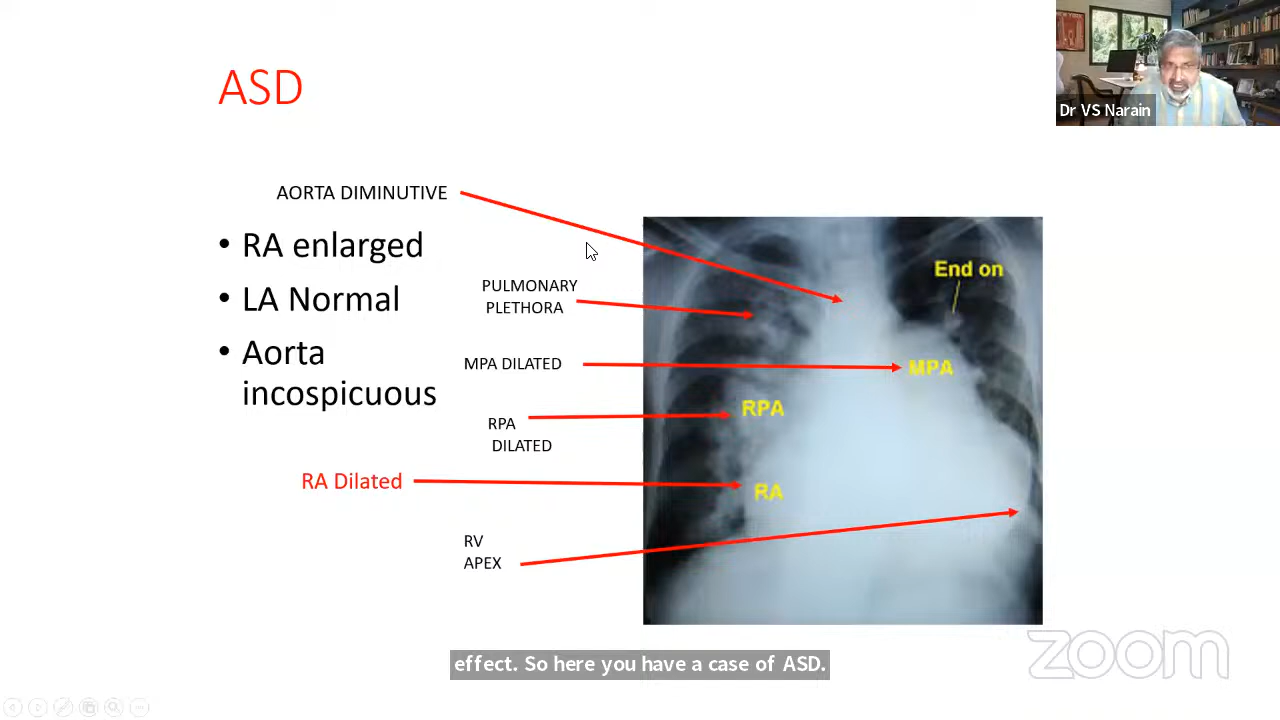 ASD
Dr VS Narain
AORTA DIMINUTIVE
• RA enlarged
• LA Normal
• Aorta
incospicuous
PULMONARY
PLETHORA
MPA DILATED
RPA
DILATED
RA Dilated
RV
APEX
End on
MPA
RPA
RA
effect. So here you have a case of ASD.
zoom